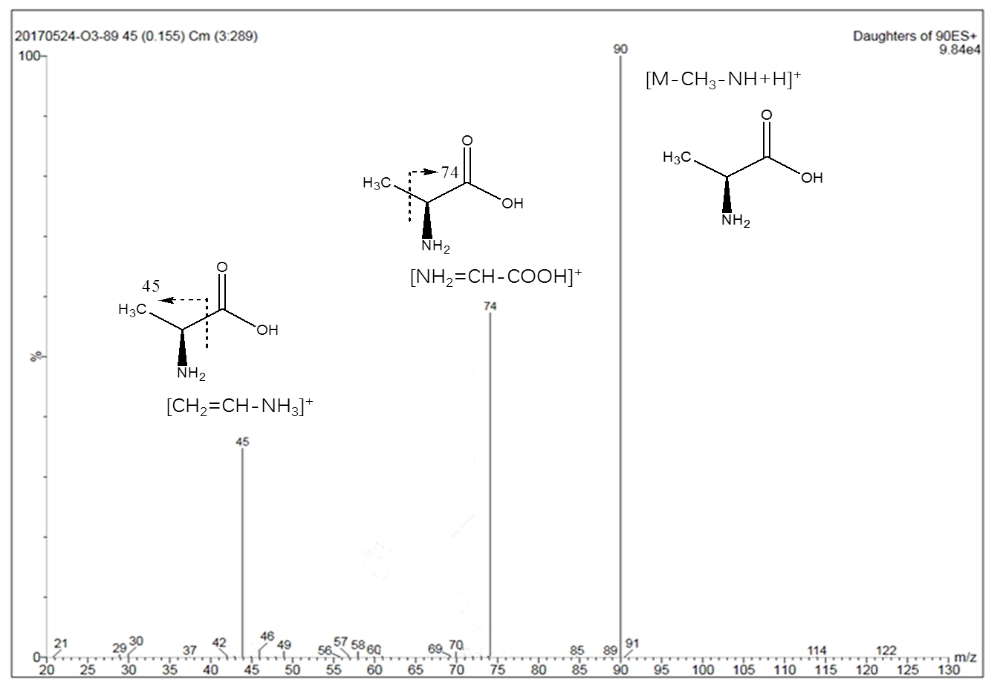 20170524-O3-89 45 (0.155) Cm (3:289)
Daughters of 90ES+
9.84e4
100
90
[M-CH₃-NH+H]⁺
O
H₃C
OH
NH₂
O
74
H₃C
OH
NH₂
[NH₂=CH-COOH]⁺
74
O
45
H₃C
OH
NH₂
[CH₂=CH-NH₃]⁺
45
%
21
29
30
37
42
46
49
56
57
58
60
69
70
85
89
91
114
122
0
m/z
20 25 30 35 40 45 50 55 60 65 70 75 80 85 90 95 100 105 110 115 120 125 130